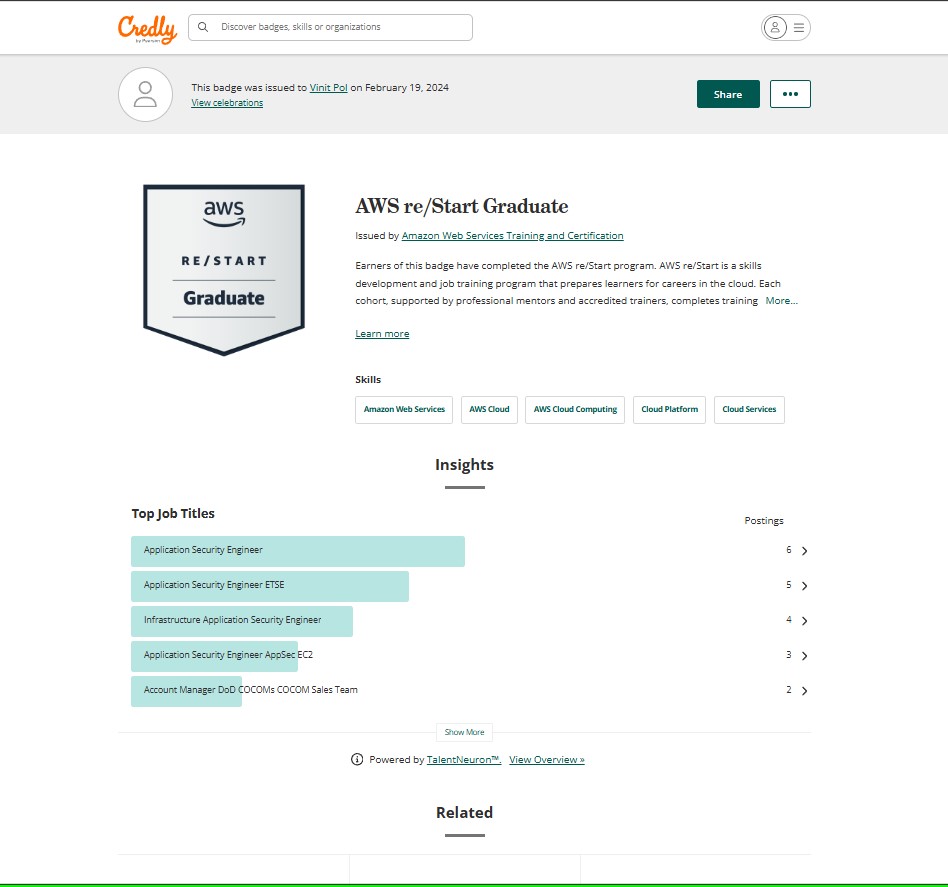 Credly
by Pearson
Discover badges, skills or organizations
This badge was issued to Vinit Pol on February 19, 2024
View celebrations
Share
•••
aws
RE/START
Graduate
AWS re/Start Graduate
Issued by Amazon Web Services Training and Certification
Earners of this badge have completed the AWS re/Start program. AWS re/Start is a skills
development and job training program that prepares learners for careers in the cloud. Each
cohort, supported by professional mentors and accredited trainers, completes training More...
Learn more
Skills
Amazon Web Services
AWS Cloud
AWS Cloud Computing
Cloud Platform
Cloud Services
Insights
Top Job Titles
Postings
Application Security Engineer 6
Application Security Engineer ETSE 5
Infrastructure Application Security Engineer 4
Application Security Engineer AppSec EC2 3
Account Manager DoD COCOMs COCOM Sales Team 2
Show More
Powered by TalentNeuron™. View Overview »
Related